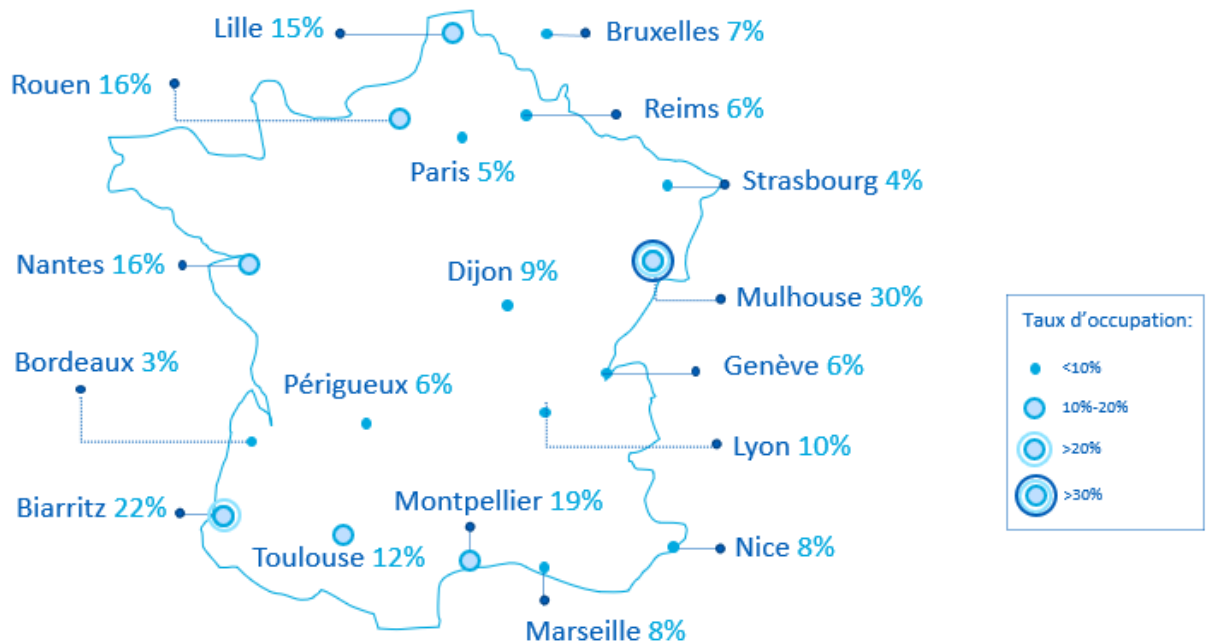 Lille 15%
Bruxelles 7%
Rouen 16%
Reims 6%
Paris 5%
Strasbourg 4%
Nantes 16%
Dijon 9%
Mulhouse 30%
Bordeaux 3%
Périgueux 6%
Genève 6%
Lyon 10%
Biarritz 22%
Montpellier 19%
Toulouse 12%
Nice 8%
Marseille 8%
Taux d'occupation:
<10%
10%-20%
>20%
>30%